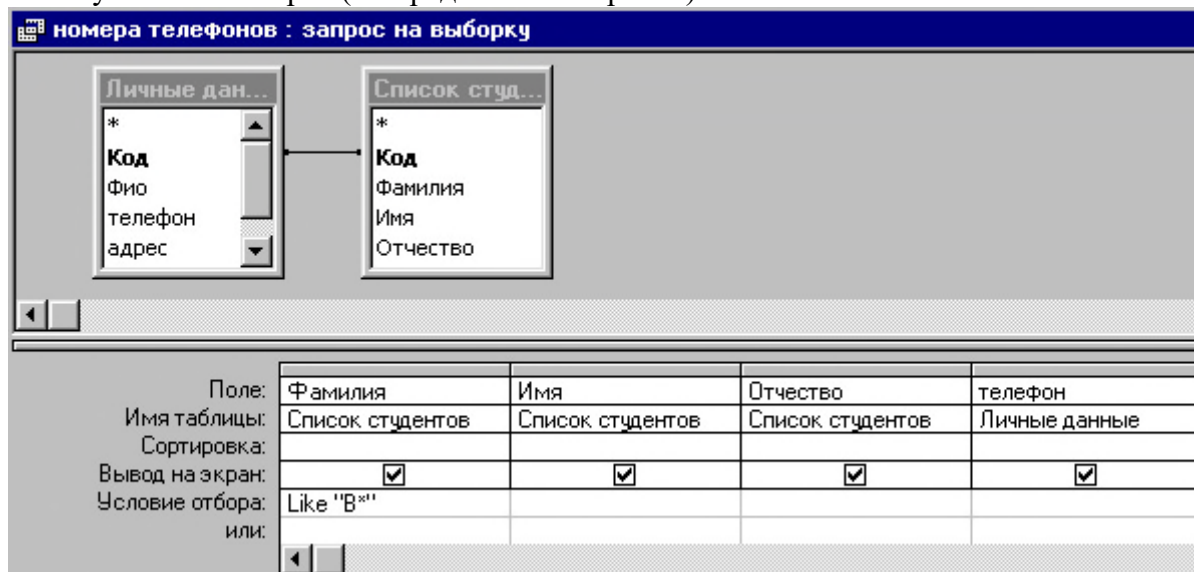 номера телефонов : запрос на выборку
Личные дан...
*
Код
Фио
телефон
адрес
Список студ...
*
Код
Фамилия
Имя
Отчество
Поле: Фамилия Имя Отчество телефон
Имя таблицы: Список студентов Список студентов Список студентов Личные данные
Сортировка:
Вывод на экран:
Условие отбора: Like "В*"
или: